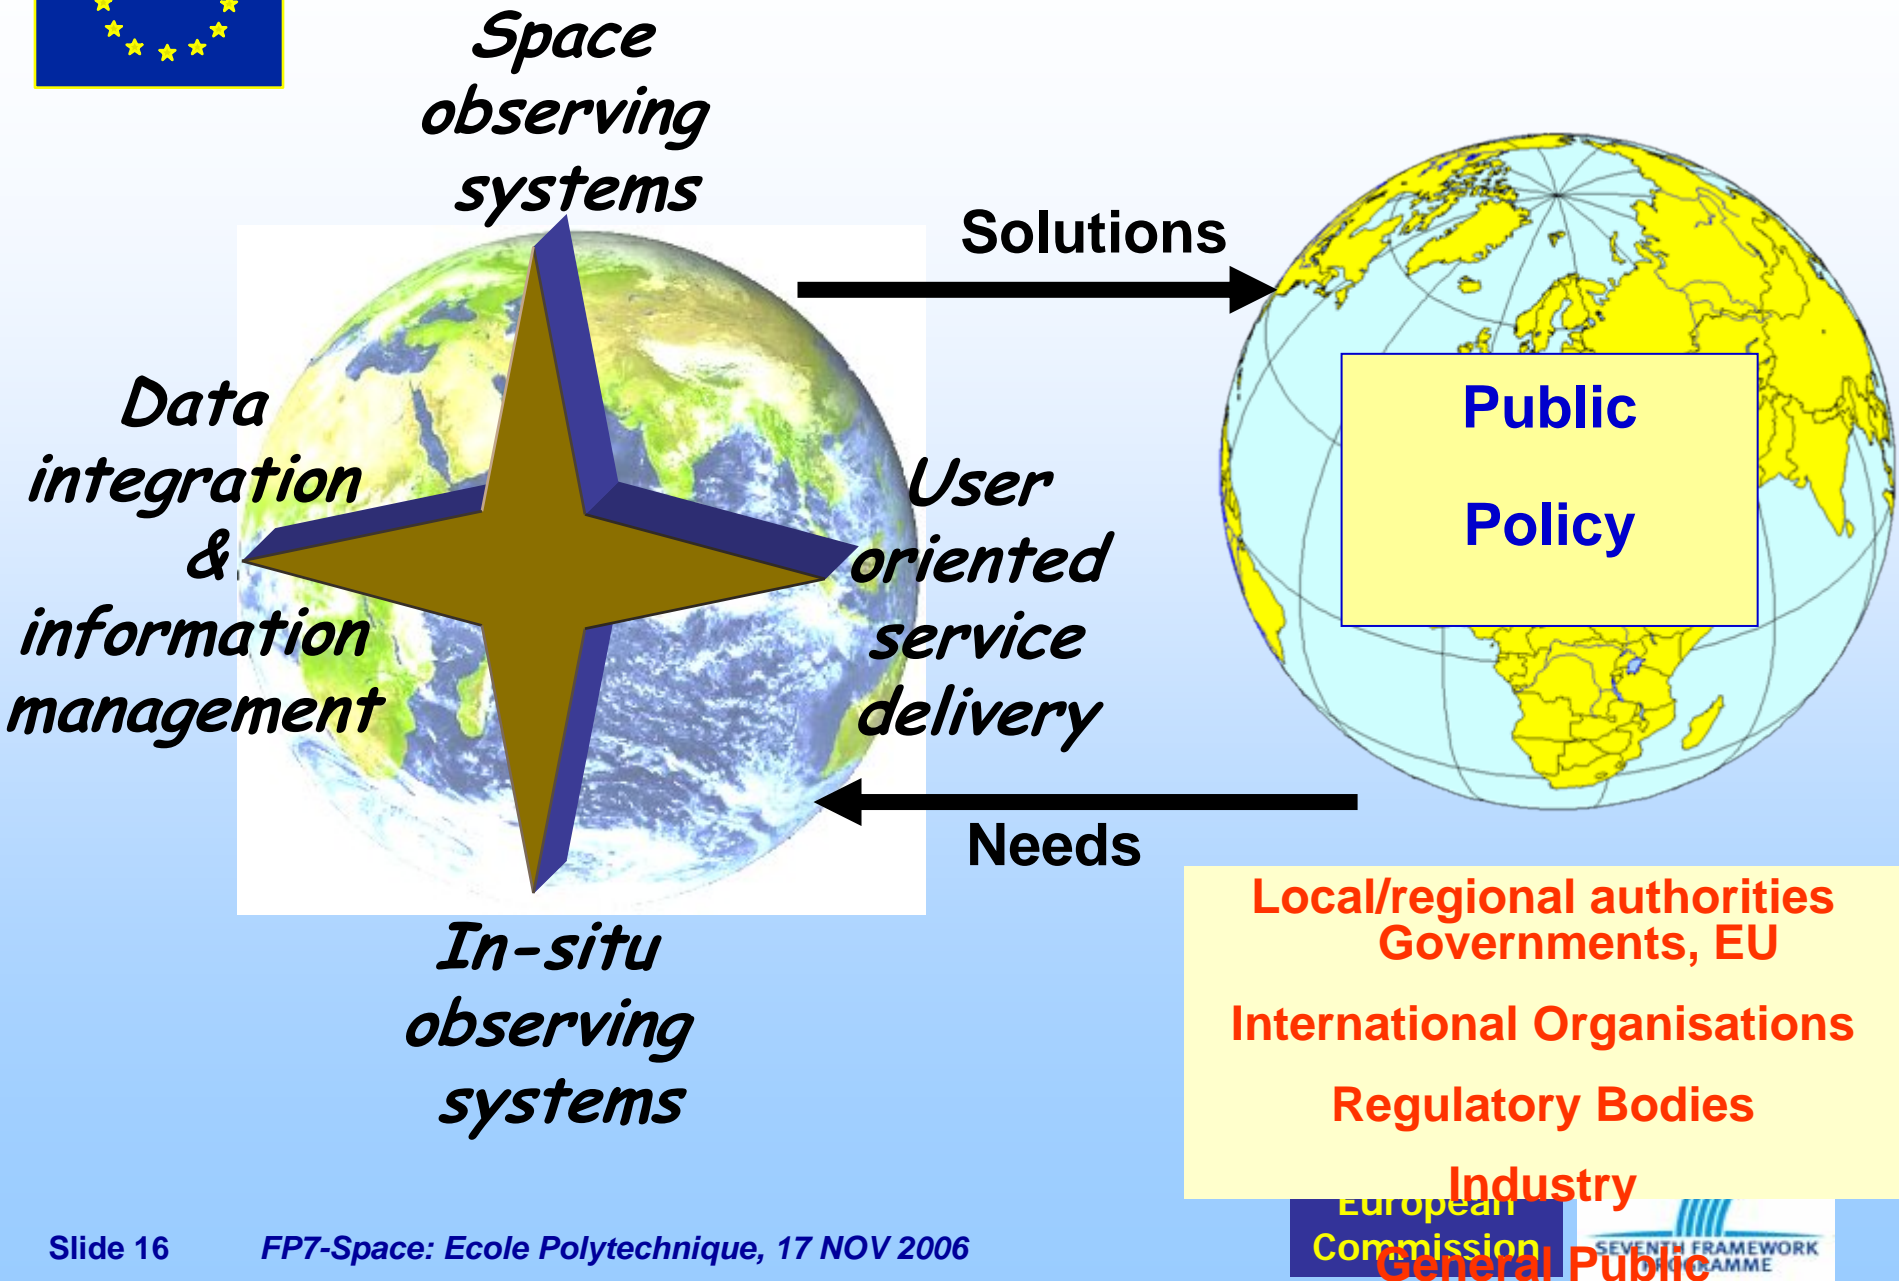 Space
observing
systems
Solutions
Data
integration
&
information
management
User
oriented
service
delivery
Public
Policy
Needs
In-situ
observing
systems
Local/regional authorities
Governments, EU
International Organisations
Regulatory Bodies
Industry
General Public
European
Commission
SEVENTH FRAMEWORK
PROGRAMME
Slide 16
FP7-Space: Ecole Polytechnique, 17 NOV 2006